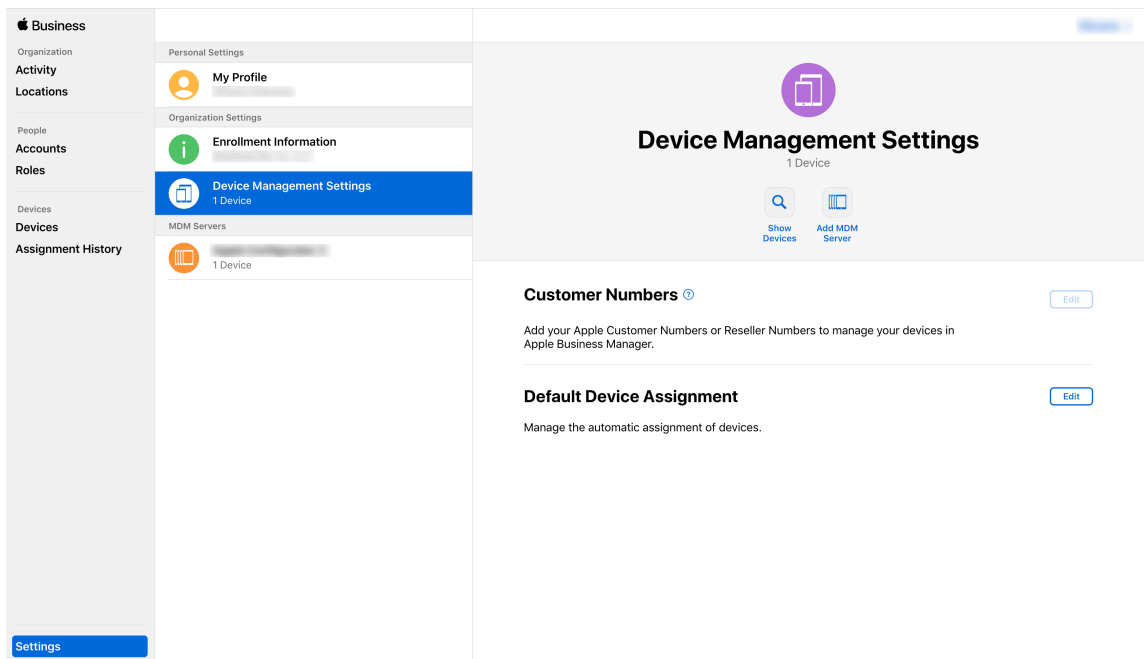 Business
Organization
Activity
Locations
People
Accounts
Roles
Devices
Devices
Assignment History
Settings
Personal Settings
My Profile
Organization Settings
Enrollment Information
Device Management Settings
1 Device
MDM Servers
1 Device
Device Management Settings
1 Device
Show
Devices
Add MDM
Server
Customer Numbers ?
Edit
Add your Apple Customer Numbers or Reseller Numbers to manage your devices in
Apple Business Manager.
Default Device Assignment
Edit
Manage the automatic assignment of devices.